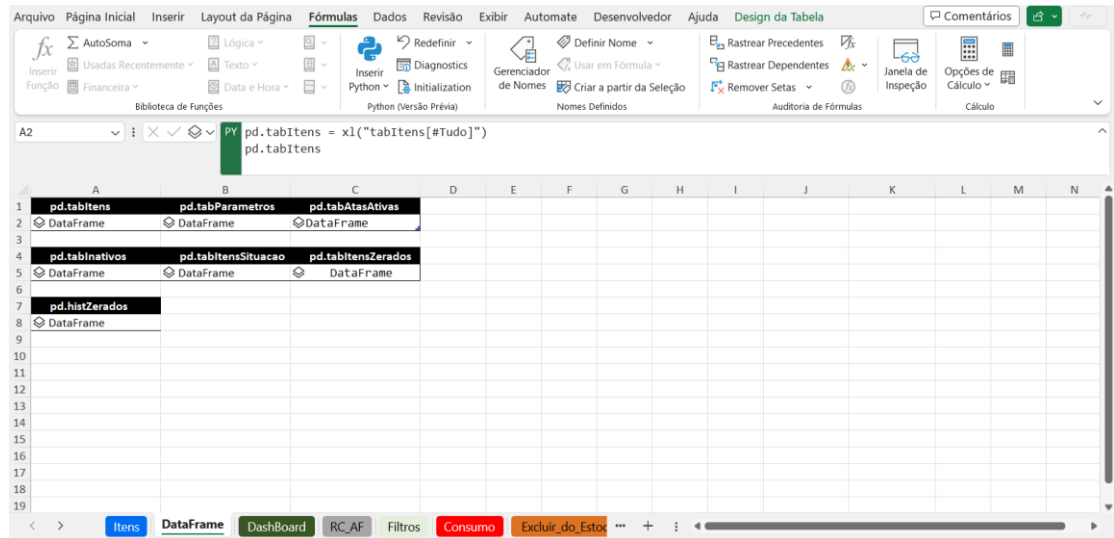 Arquivo Página Inicial Inserir Layout da Página Fórmulas Dados Revisão Exibir Automate Desenvolvedor Ajuda Design da Tabela Comentários
fx
Inserir Função
AutoSoma
Usadas Recentemente
Financeira
Lógica
Texto
Data e Hora
Biblioteca de Funções
Inserir Python
Redefinir
Diagnostics
Initialization
Python (Versão Prévia)
Gerenciador de Nomes
Definir Nome
Usar em Fórmula
Criar a partir da Seleção
Nomes Definidos
Rastrear Precedentes
Rastrear Dependentes
Remover Setas
Auditoria de Fórmulas
Janela de Inspeção
Opções de Cálculo
Cálculo
A2 PY pd.tabItens = xl("tabItens[#Tudo]")
pd.tabItens
A B C D E F G H I J K L M N
1 pd.tabItens pd.tabParametros pd.tabAtasAtivas
2 DataFrame DataFrame DataFrame
3
4 pd.tabInativos pd.tabItensSituacao pd.tabItensZerados
5 DataFrame DataFrame DataFrame
6
7 pd.histZerados
8 DataFrame
9
10
11
12
13
14
15
16
17
18
19
Itens DataFrame DashBoard RC_AF Filtros Consumo Excluir_do_Estoc